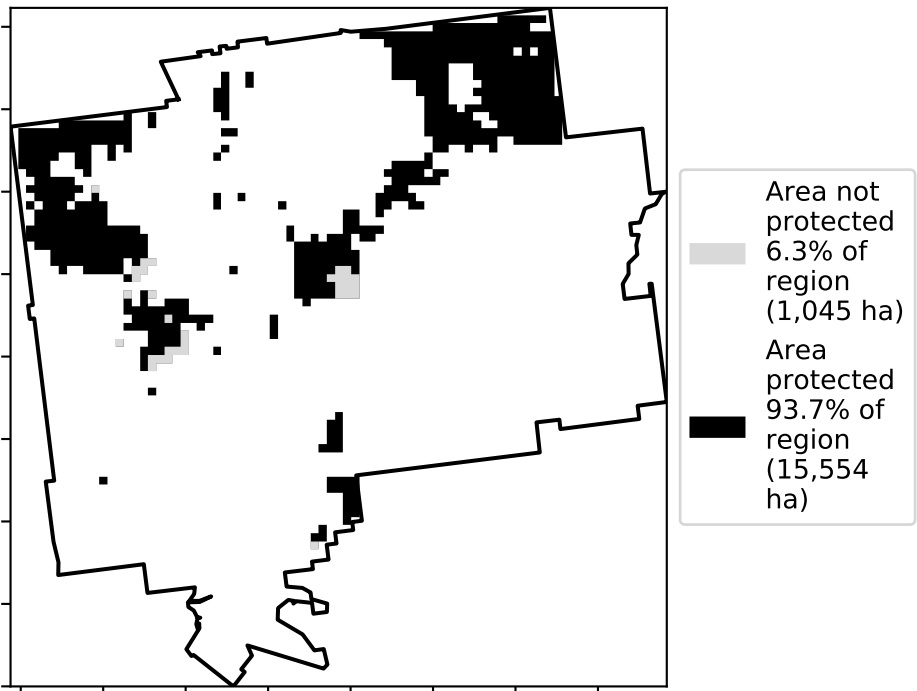 Area not
protected
6.3% of
region
(1,045 ha)
Area
protected
93.7% of
region
(15,554
ha)